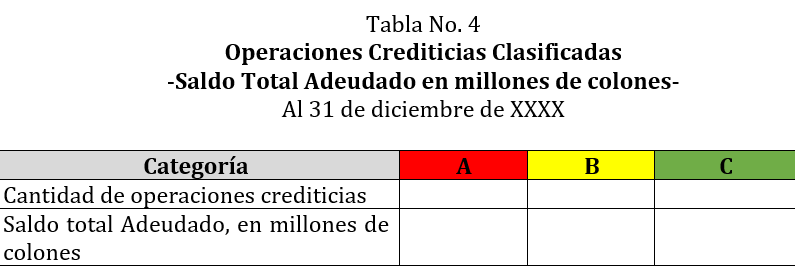 Tabla No. 4
Operaciones Crediticias Clasificadas
-Saldo Total Adeudado en millones de colones-
Al 31 de diciembre de XXXX
Categoría A B C
Cantidad de operaciones crediticias
Saldo total Adeudado, en millones de
colones